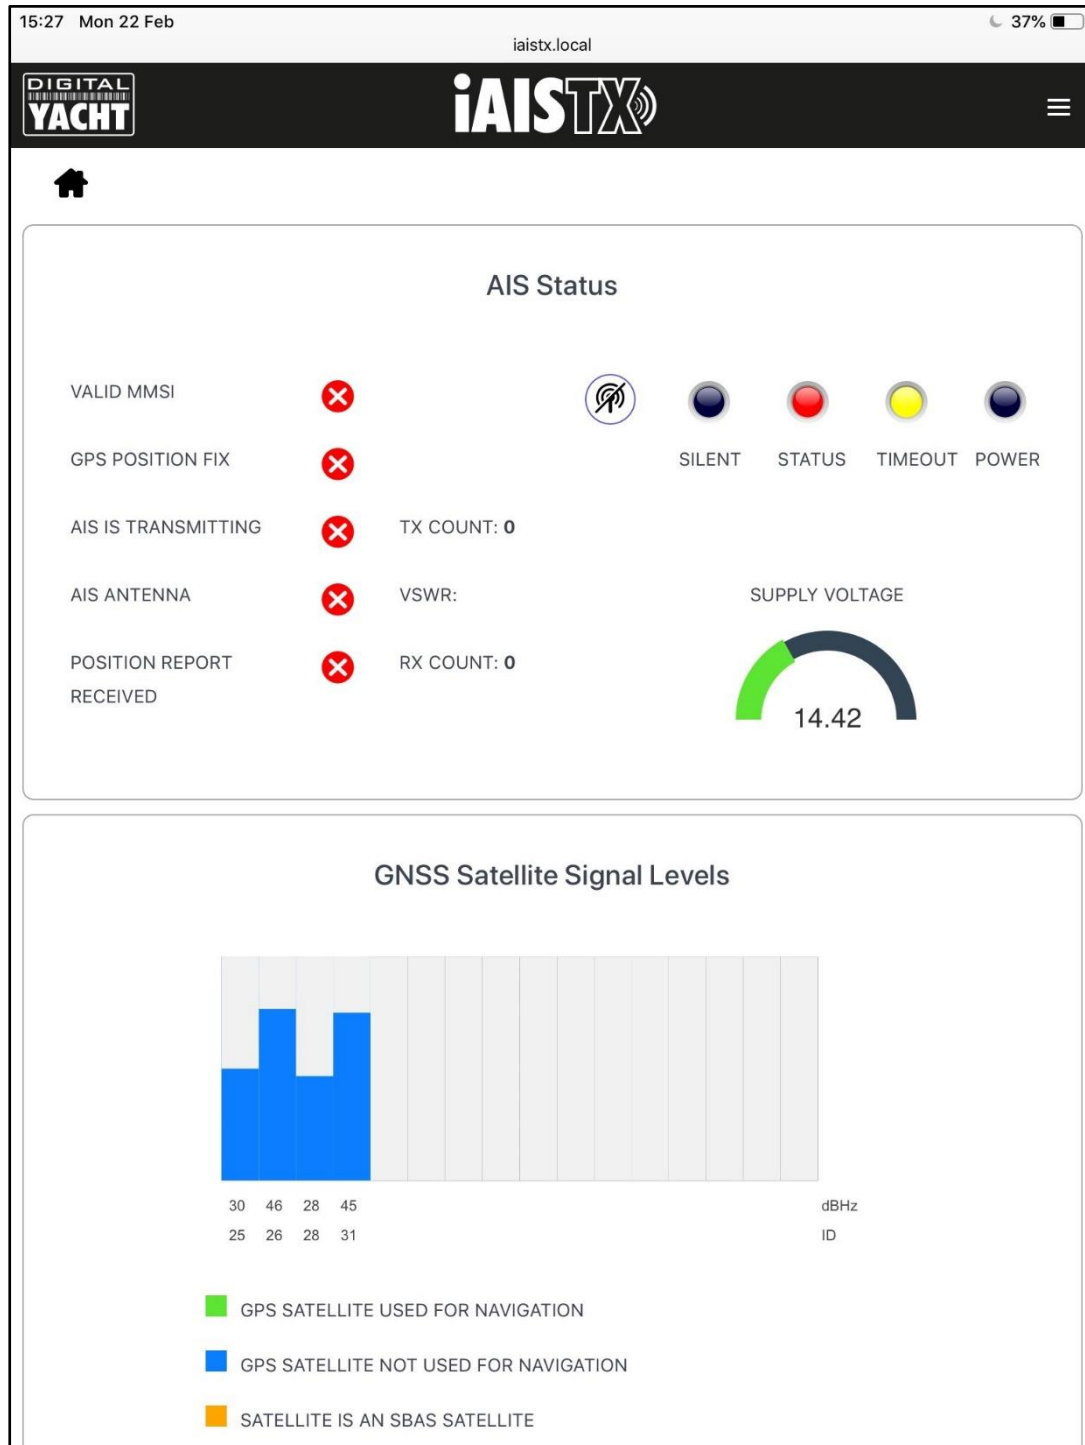 15:27 Mon 22 Feb
37%
iaistx.local
DIGITAL
YACHT
iAISTX
AIS Status
VALID MMSI
GPS POSITION FIX
SILENT STATUS TIMEOUT POWER
AIS IS TRANSMITTING TX COUNT: 0
AIS ANTENNA VSWR:
SUPPLY VOLTAGE
POSITION REPORT
RECEIVED
RX COUNT: 0
14.42
GNSS Satellite Signal Levels
30 46 28 45 dBHz
25 26 28 31 ID
GPS SATELLITE USED FOR NAVIGATION
GPS SATELLITE NOT USED FOR NAVIGATION
SATELLITE IS AN SBAS SATELLITE